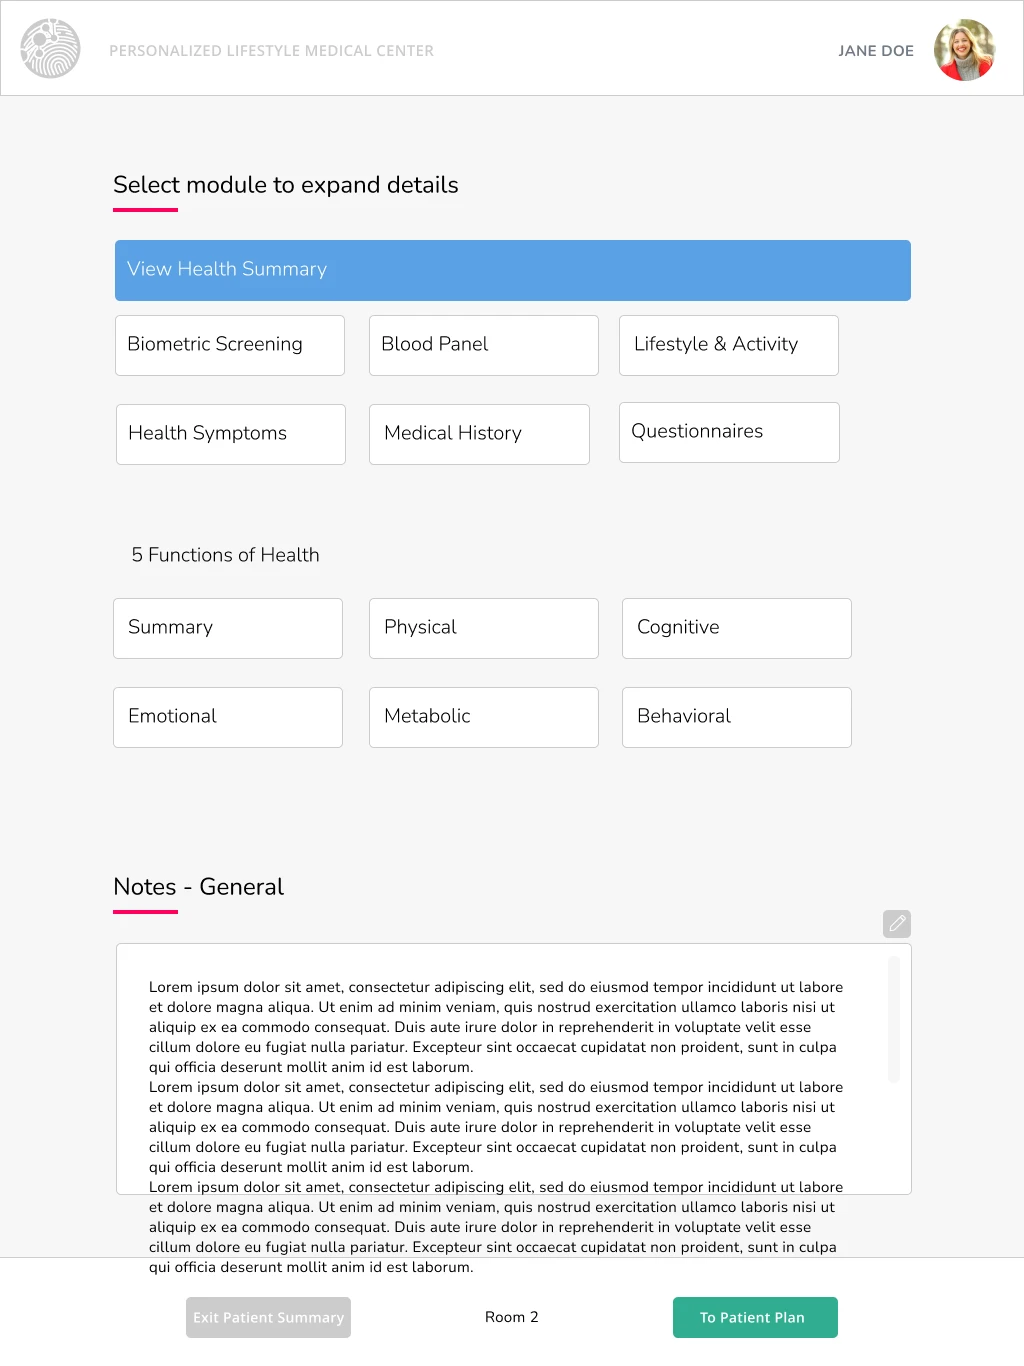 PERSONALIZED LIFESTYLE MEDICAL CENTER
JANE DOE
Select module to expand details
View Health Summary
Biometric Screening
Blood Panel
Lifestyle & Activity
Health Symptoms
Medical History
Questionnaires
5 Functions of Health
Summary
Physical
Cognitive
Emotional
Metabolic
Behavioral
Notes - General
Lorem ipsum dolor sit amet, consectetur adipiscing elit, sed do eiusmod tempor incididunt ut labore
et dolore magna aliqua. Ut enim ad minim veniam, quis nostrud exercitation ullamco laboris nisi ut
aliquip ex ea commodo consequat. Duis aute irure dolor in reprehenderit in voluptate velit esse
cillum dolore eu fugiat nulla pariatur. Excepteur sint occaecat cupidatat non proident, sunt in culpa
qui officia deserunt mollit anim id est laborum.
Lorem ipsum dolor sit amet, consectetur adipiscing elit, sed do eiusmod tempor incididunt ut labore
et dolore magna aliqua. Ut enim ad minim veniam, quis nostrud exercitation ullamco laboris nisi ut
aliquip ex ea commodo consequat. Duis aute irure dolor in reprehenderit in voluptate velit esse
cillum dolore eu fugiat nulla pariatur. Excepteur sint occaecat cupidatat non proident, sunt in culpa
qui officia deserunt mollit anim id est laborum.
Lorem ipsum dolor sit amet, consectetur adipiscing elit, sed do eiusmod tempor incididunt ut labore
et dolore magna aliqua. Ut enim ad minim veniam, quis nostrud exercitation ullamco laboris nisi ut
aliquip ex ea commodo consequat. Duis aute irure dolor in reprehenderit in voluptate velit esse
cillum dolore eu fugiat nulla pariatur. Excepteur sint occaecat cupidatat non proident, sunt in culpa
qui officia deserunt mollit anim id est laborum.
Exit Patient Summary
Room 2
To Patient Plan